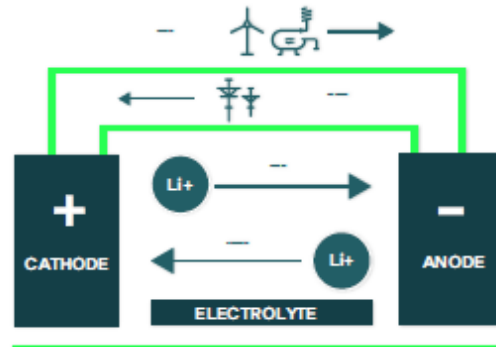 +
CATHODE
Li+
Li+
ELECTROLYTE
-
ANODE